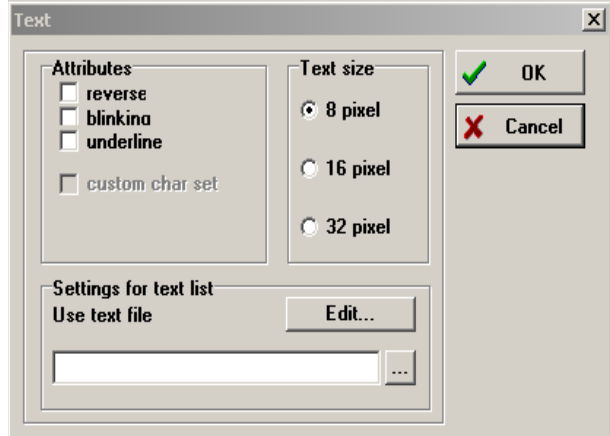 Text
Attributes
reverse
blinking
underline
custom char set
Text size
8 pixel
16 pixel
32 pixel
OK
Cancel
Settings for text list
Use text file
Edit...
...